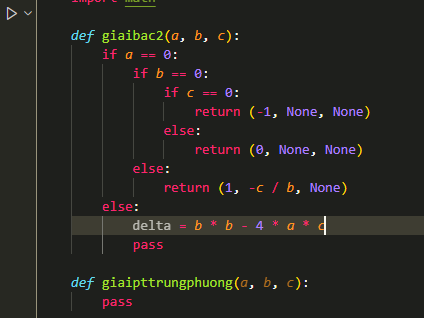 import math
def giaibac2(a, b, c):
    if a == 0:
        if b == 0:
            if c == 0:
                return (-1, None, None)
            else:
                return (0, None, None)
        else:
            return (1, -c / b, None)
    else:
        delta = b * b - 4 * a * c
        pass
def giaipttrungphuong(a, b, c):
    pass